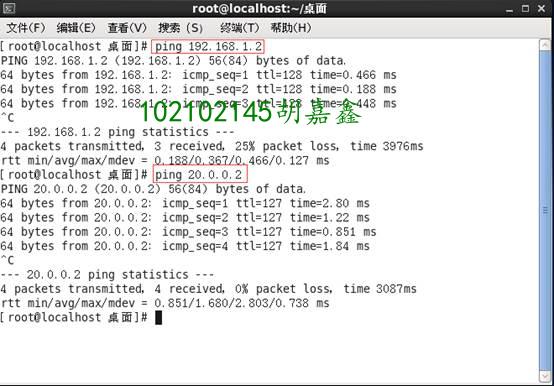 root@localhost:~/桌面
文件(F) 编辑(E) 查看(V) 搜索 (S) 终端(T) 帮助(H)
[root@localhost 桌面]# ping 192.168.1.2
PING 192.168.1.2 (192.168.1.2) 56(84) bytes of data.
64 bytes from 192.168.1.2: icmp_seq=1 ttl=128 time=0.466 ms
64 bytes from 192.168.1.2: icmp_seq=2 ttl=128 time=0.188 ms
64 bytes from 192.168.1.2: icmp_seq=3 ttl=128 time=0.448 ms
102102145胡嘉鑫
^C
--- 192.168.1.2 ping statistics ---
4 packets transmitted, 3 received, 25% packet loss, time 3976ms
rtt min/avg/max/mdev = 0.188/0.367/0.466/0.127 ms
[root@localhost 桌面]# ping 20.0.0.2
PING 20.0.0.2 (20.0.0.2) 56(84) bytes of data.
64 bytes from 20.0.0.2: icmp_seq=1 ttl=127 time=2.80 ms
64 bytes from 20.0.0.2: icmp_seq=2 ttl=127 time=1.22 ms
64 bytes from 20.0.0.2: icmp_seq=3 ttl=127 time=0.851 ms
64 bytes from 20.0.0.2: icmp_seq=4 ttl=127 time=1.84 ms
^C
--- 20.0.0.2 ping statistics ---
4 packets transmitted, 4 received, 0% packet loss, time 3087ms
rtt min/avg/max/mdev = 0.851/1.680/2.803/0.738 ms
[root@localhost 桌面]#